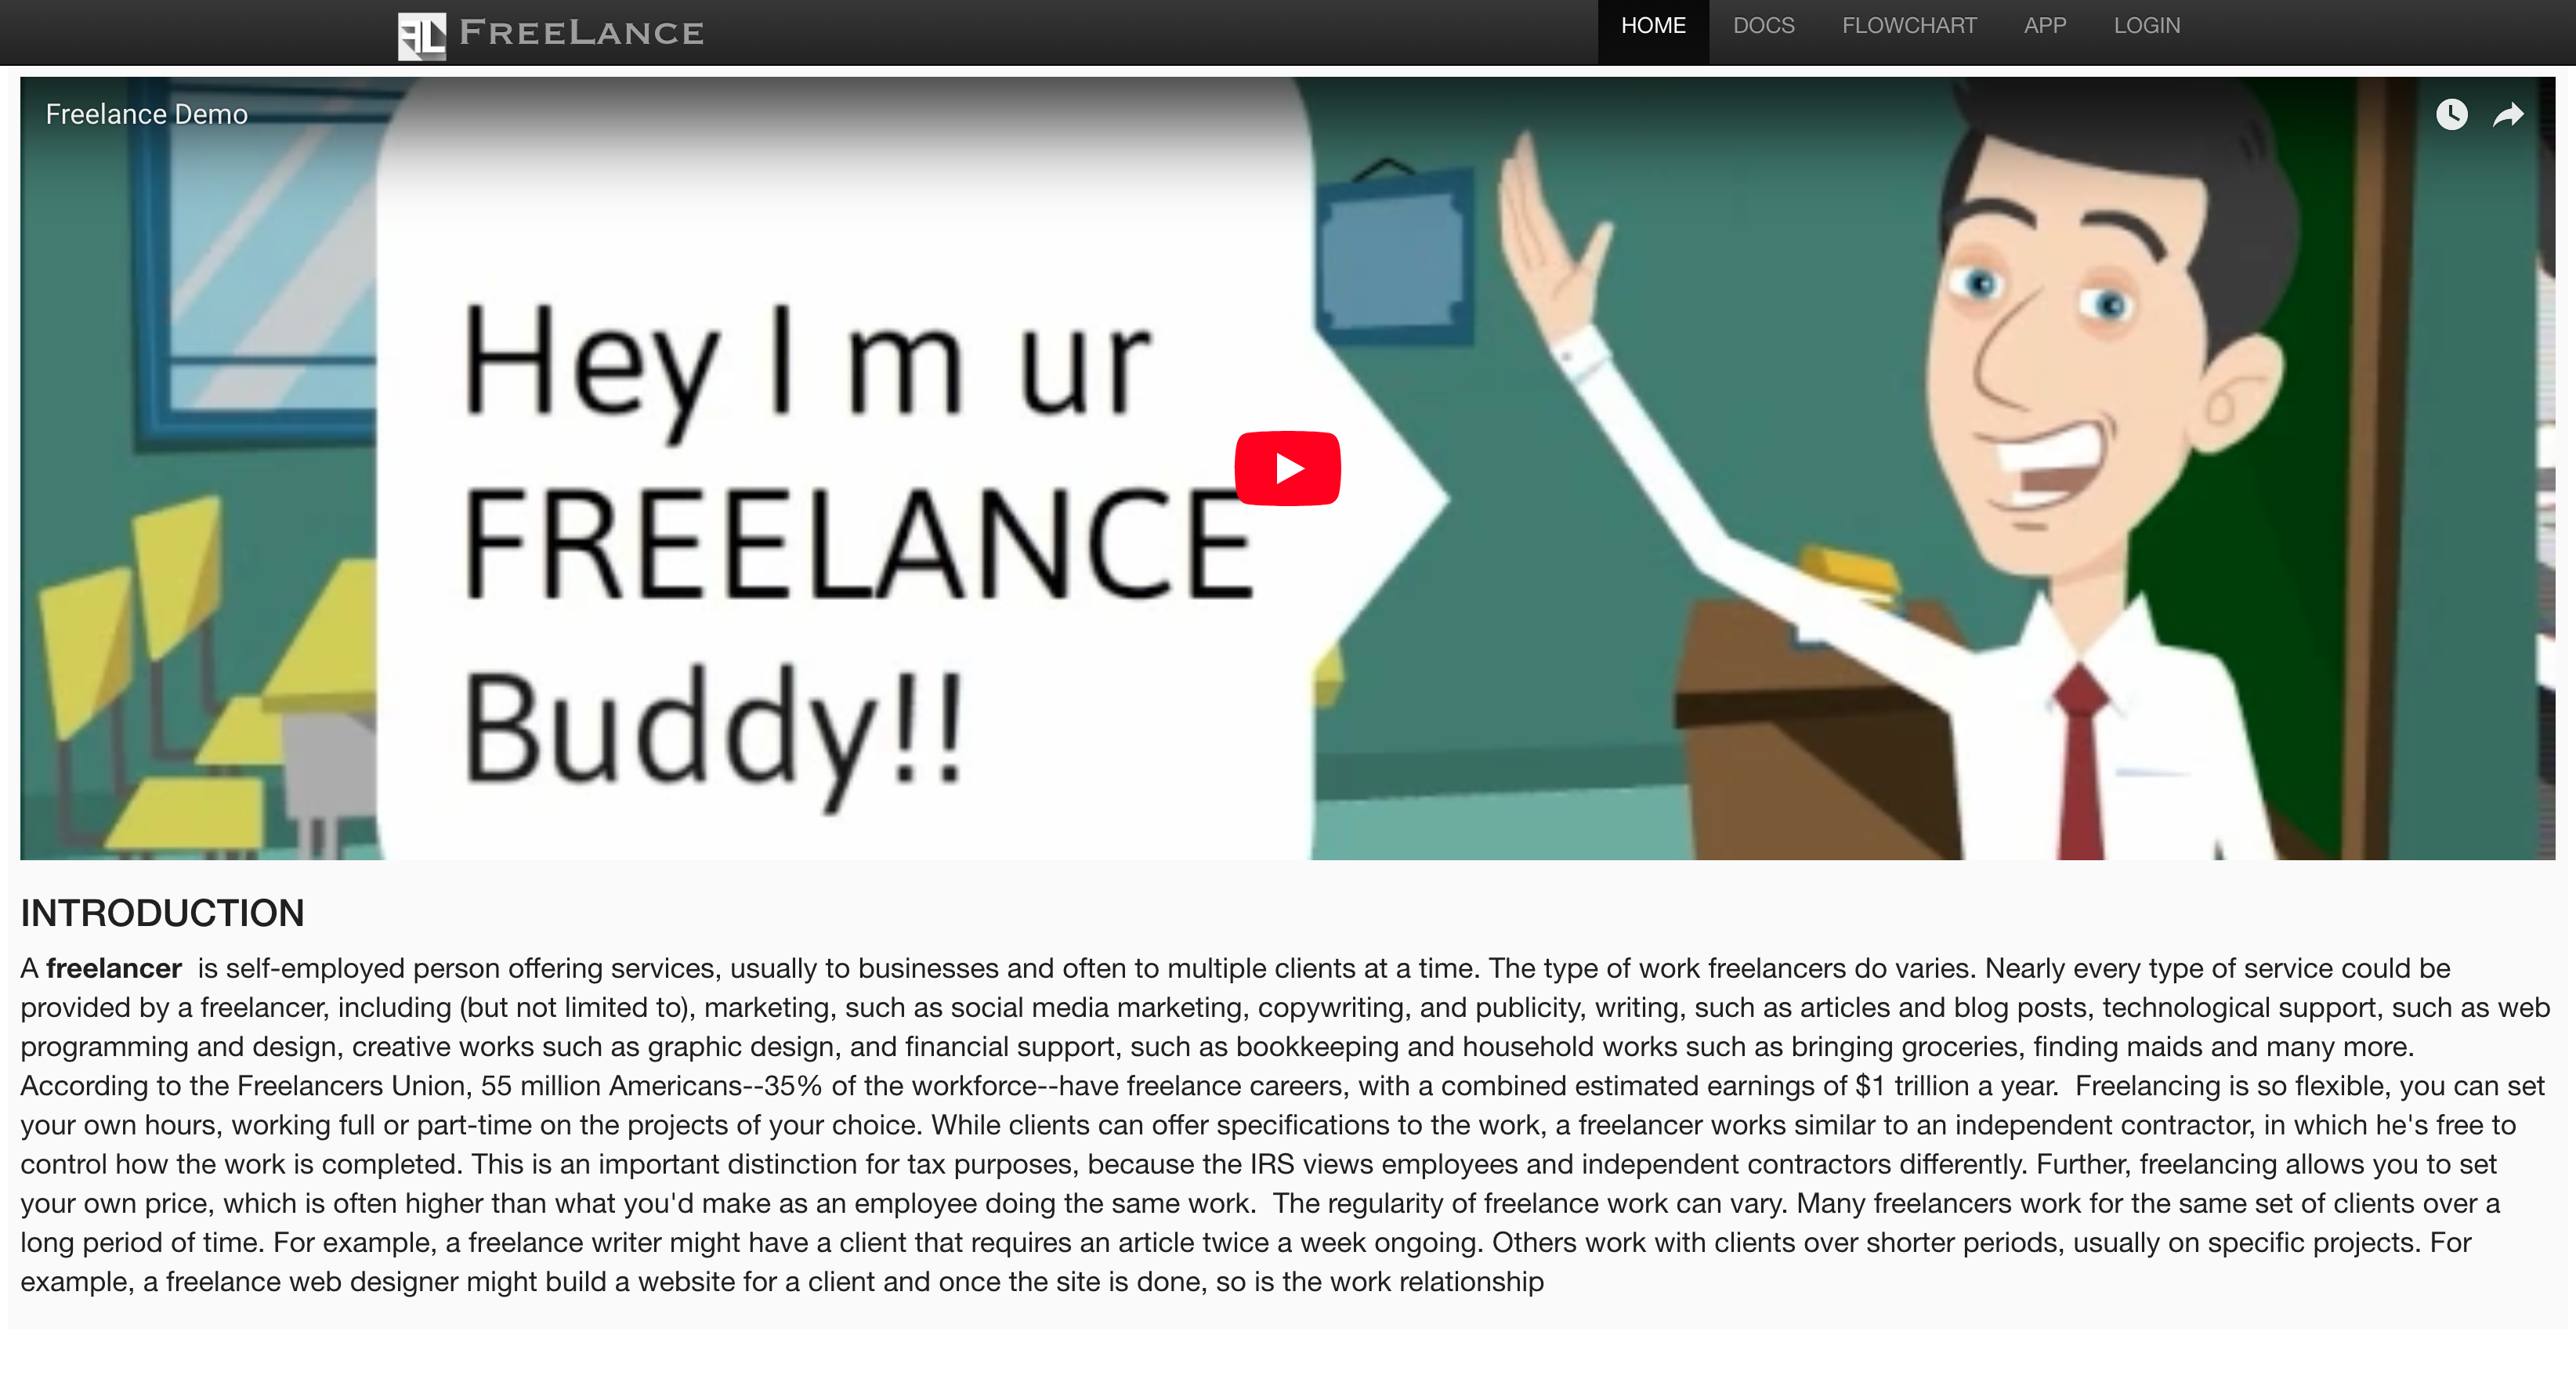 FL FREELANCE
HOME DOCS FLOWCHART APP LOGIN
Freelance Demo
Hey I m ur
FREELANCE
Buddy!!
INTRODUCTION
A freelancer is self-employed person offering services, usually to businesses and often to multiple clients at a time. The type of work freelancers do varies. Nearly every type of service could be
provided by a freelancer, including (but not limited to), marketing, such as social media marketing, copywriting, and publicity, writing, such as articles and blog posts, technological support, such as web
programming and design, creative works such as graphic design, and financial support, such as bookkeeping and household works such as bringing groceries, finding maids and many more.
According to the Freelancers Union, 55 million Americans--35% of the workforce--have freelance careers, with a combined estimated earnings of $1 trillion a year. Freelancing is so flexible, you can set
your own hours, working full or part-time on the projects of your choice. While clients can offer specifications to the work, a freelancer works similar to an independent contractor, in which he's free to
control how the work is completed. This is an important distinction for tax purposes, because the IRS views employees and independent contractors differently. Further, freelancing allows you to set
your own price, which is often higher than what you'd make as an employee doing the same work. The regularity of freelance work can vary. Many freelancers work for the same set of clients over a
long period of time. For example, a freelance writer might have a client that requires an article twice a week ongoing. Others work with clients over shorter periods, usually on specific projects. For
example, a freelance web designer might build a website for a client and once the site is done, so is the work relationship